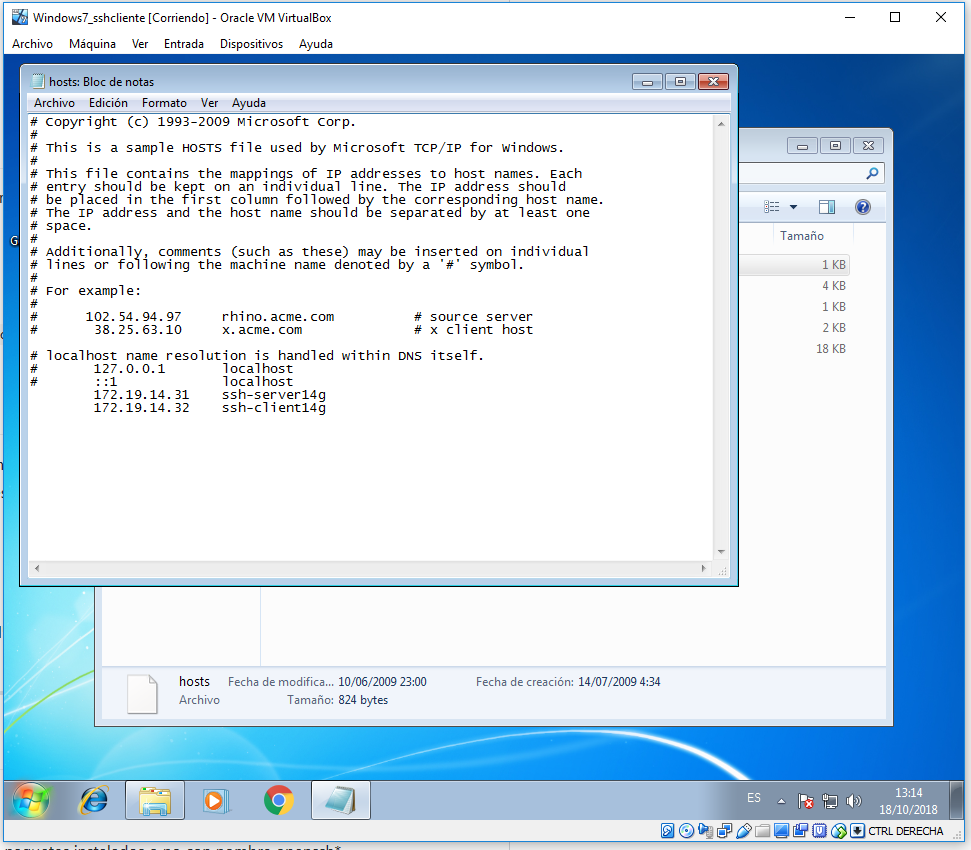 Windows7_sshcliente [Corriendo] - Oracle VM VirtualBox
Archivo Máquina Ver Entrada Dispositivos Ayuda
hosts: Bloc de notas
Archivo Edición Formato Ver Ayuda
# Copyright (c) 1993-2009 Microsoft Corp.
#
# This is a sample HOSTS file used by Microsoft TCP/IP for Windows.
#
# This file contains the mappings of IP addresses to host names. Each
# entry should be kept on an individual line. The IP address should
# be placed in the first column followed by the corresponding host name.
# The IP address and the host name should be separated by at least one
# space.
#
# Additionally, comments (such as these) may be inserted on individual
# lines or following the machine name denoted by a '#' symbol.
#
# For example:
#
#      102.54.94.97     rhino.acme.com          # source server
#       38.25.63.10     x.acme.com              # x client host

# localhost name resolution is handled within DNS itself.
#       127.0.0.1       localhost
#       ::1             localhost
        172.19.14.31    ssh-server14g
        172.19.14.32    ssh-client14g
Tamaño
1 KB
4 KB
1 KB
2 KB
18 KB
hosts Fecha de modifica... 10/06/2009 23:00 Fecha de creación: 14/07/2009 4:34
Archivo Tamaño: 824 bytes
ES 13:14
18/10/2018
CTRL DERECHA